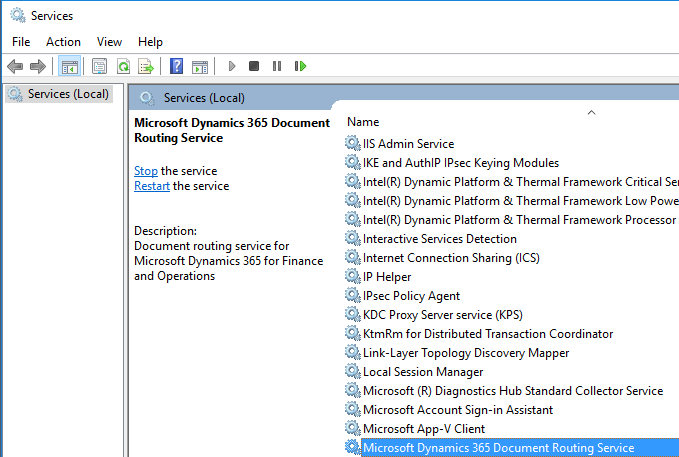 Services
File Action View Help
Services (Local)
Services (Local)
Microsoft Dynamics 365 Document
Routing Service
Stop the service
Restart the service
Description:
Document routing service for
Microsoft Dynamics 365 for Finance
and Operations
Name
IIS Admin Service
IKE and AuthIP IPsec Keying Modules
Intel(R) Dynamic Platform & Thermal Framework Critical Ser
Intel(R) Dynamic Platform & Thermal Framework Low Powe
Intel(R) Dynamic Platform & Thermal Framework Processor
Interactive Services Detection
Internet Connection Sharing (ICS)
IP Helper
IPsec Policy Agent
KDC Proxy Server service (KPS)
KtmRm for Distributed Transaction Coordinator
Link-Layer Topology Discovery Mapper
Local Session Manager
Microsoft (R) Diagnostics Hub Standard Collector Service
Microsoft Account Sign-in Assistant
Microsoft App-V Client
Microsoft Dynamics 365 Document Routing Service